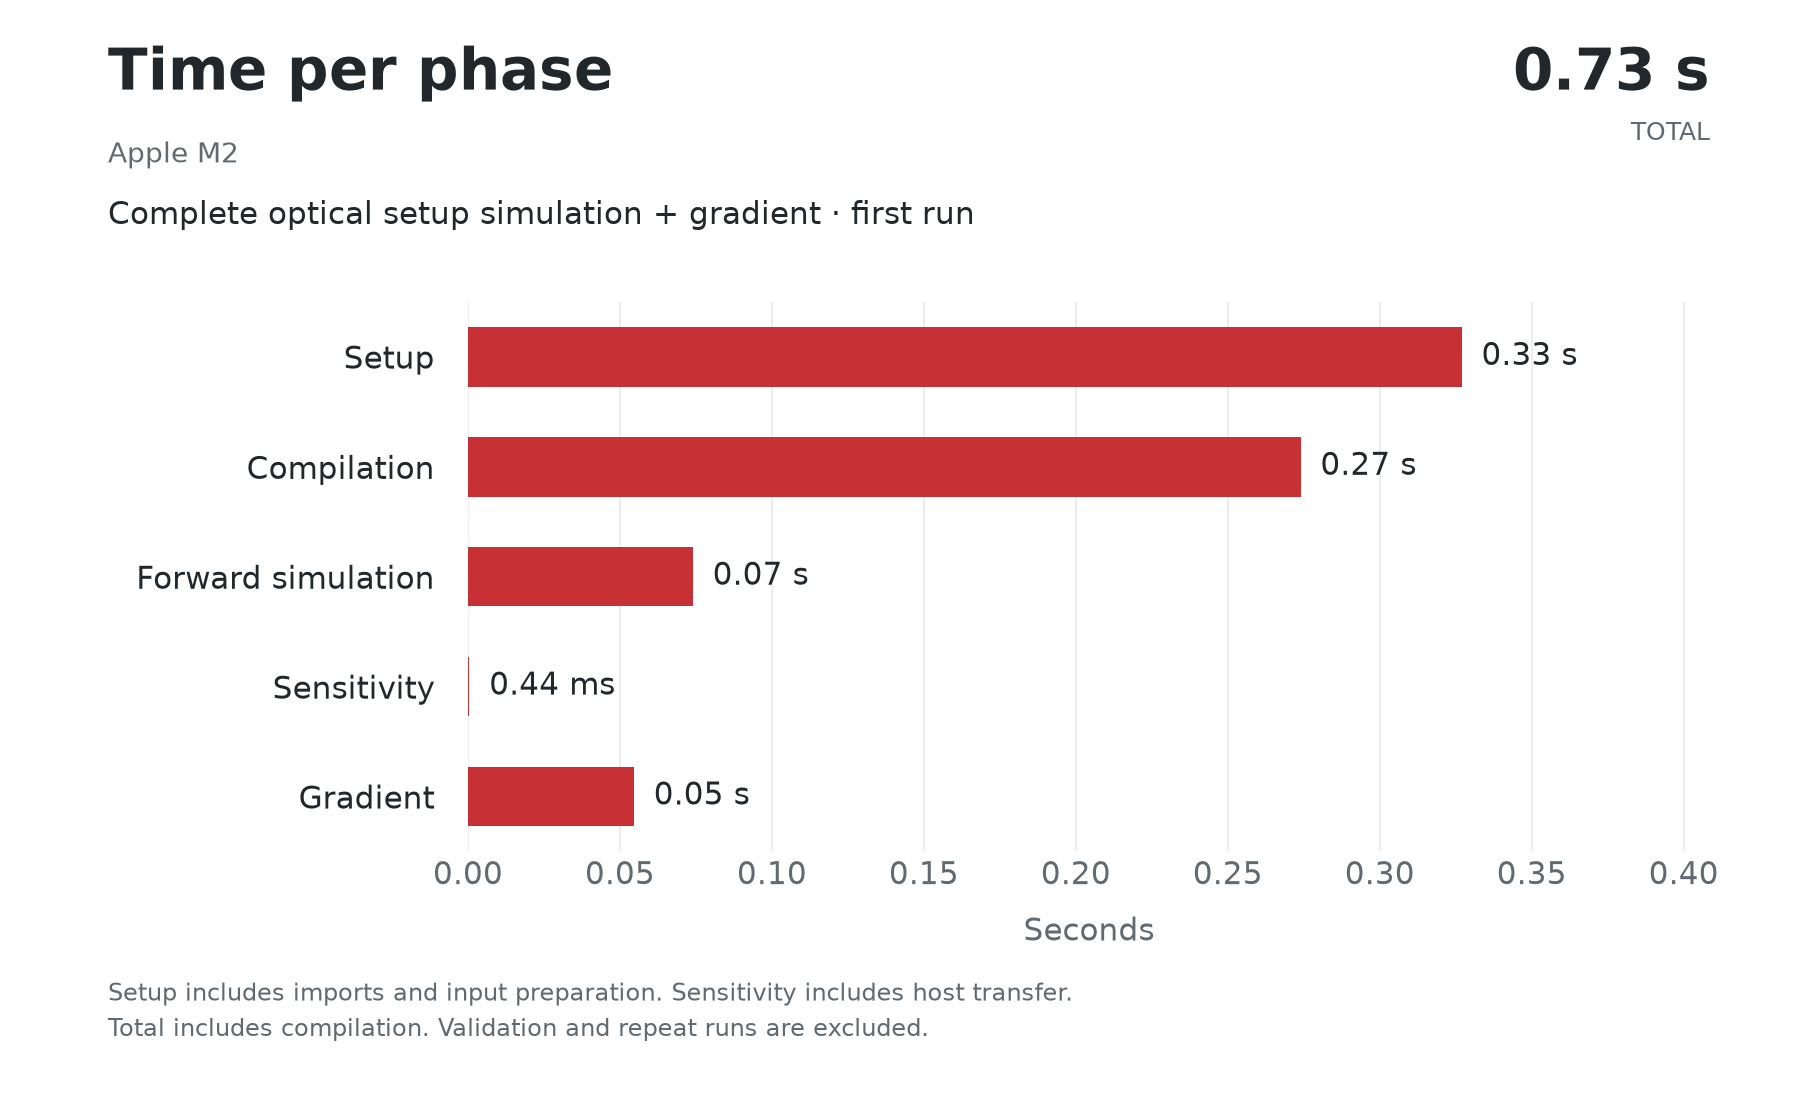 Time per phase
0.73 s
TOTAL
Apple M2
Complete optical setup simulation + gradient · first run
Setup
0.33 s
Compilation
0.27 s
Forward simulation
0.07 s
Sensitivity
0.44 ms
Gradient
0.05 s
0.00 0.05 0.10 0.15 0.20 0.25 0.30 0.35 0.40
Seconds
Setup includes imports and input preparation. Sensitivity includes host transfer.
Total includes compilation. Validation and repeat runs are excluded.